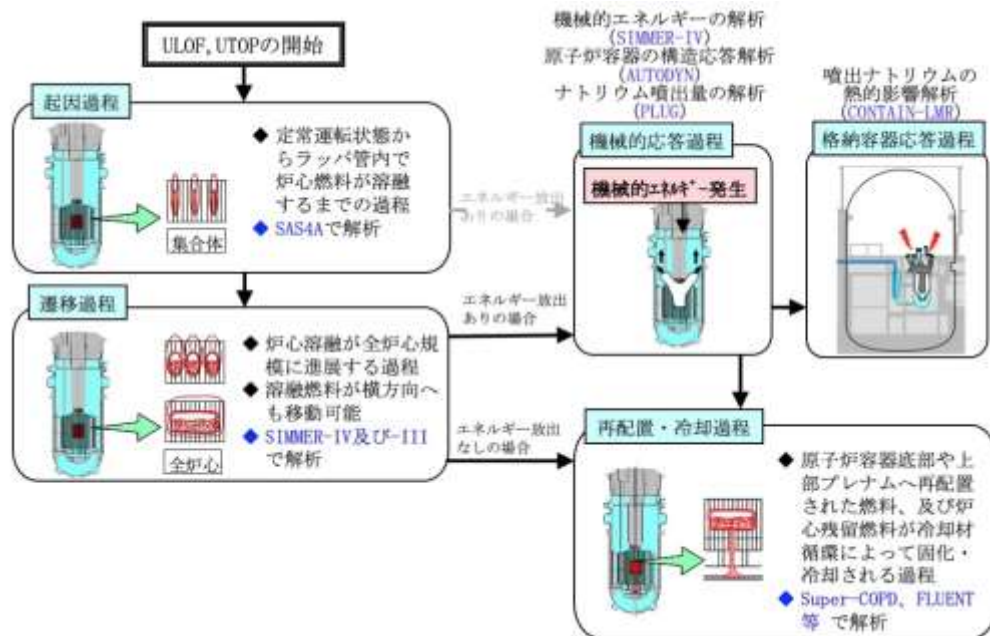 ULOF, UTOPの開始
起因過程
◆ 定常運転状態か
らラッパ管内で
炉心燃料が溶融
するまでの過程
◆ SAS4Aで解析
集合体
エネルギー放出
ありの場合
遷移過程
◆ 炉心溶融が全炉心規
模に進展する過程
◆ 溶融燃料が横方向へ
も移動可能
◆ SIMMER-IV及び-III
で解析
全炉心
エネルギー放出
ありの場合
エネルギー放出
なしの場合
機械的エネルギーの解析
(SIMMER-IV)
原子炉容器の構造応答解析
(AUTODYN)
ナトリウム噴出量の解析
(PLUG)
機械的応答過程
機械的エネルギー発生
噴出ナトリウムの
熱的影響解析
(CONTAIN-LMR)
格納容器応答過程
再配置・冷却過程
◆ 原子炉容器底部や上
部プレナムへ再配置
された燃料、及び炉
心残留燃料が冷却材
循環によって固化・
冷却される過程
◆ Super-COPD、FLUENT
等 で解析